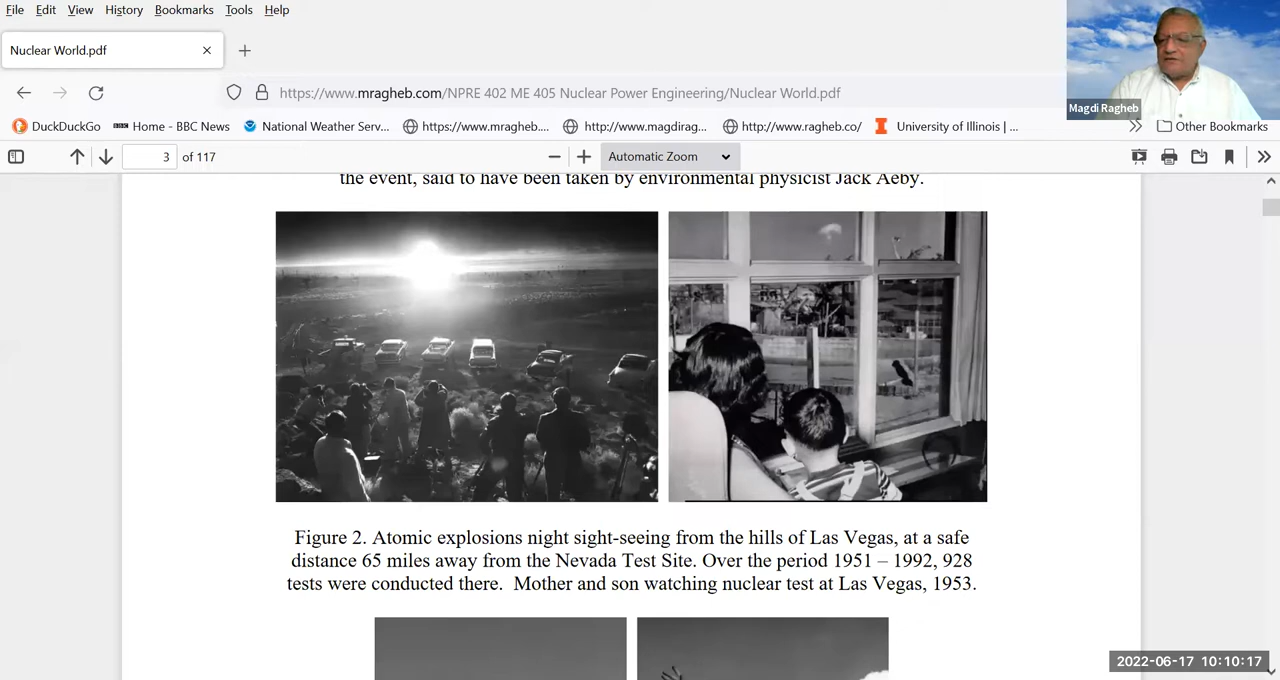 File Edit View History Bookmarks Tools Help
Nuclear World.pdf
https://www.mragheb.com/NPRE 402 ME 405 Nuclear Power Engineering/Nuclear World.pdf
Magdi Ragheb
DuckDuckGo BBC Home - BBC News National Weather Serv... https://www.mragheb.... http://www.magdirag... http://www.ragheb.co/ I University of Illinois | ... Other Bookmarks
3 of 117 Automatic Zoom
the event, said to have been taken by environmental physicist Jack Aeby.
Figure 2. Atomic explosions night sight-seeing from the hills of Las Vegas, at a safe
distance 65 miles away from the Nevada Test Site. Over the period 1951 – 1992, 928
tests were conducted there. Mother and son watching nuclear test at Las Vegas, 1953.
2022-06-17 10:10:17